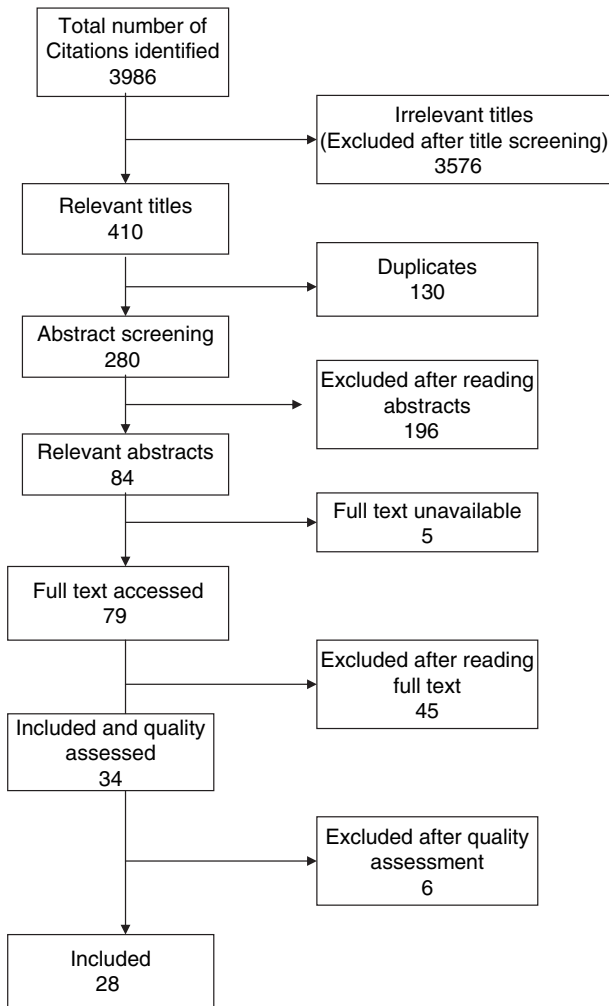 Total number of
Citations identified
3986
Irrelevant titles
(Excluded after title screening)
3576
Relevant titles
410
Duplicates
130
Abstract screening
280
Excluded after reading
abstracts
196
Relevant abstracts
84
Full text unavailable
5
Full text accessed
79
Excluded after reading
full text
45
Included and quality
assessed
34
Excluded after quality
assessment
6
Included
28